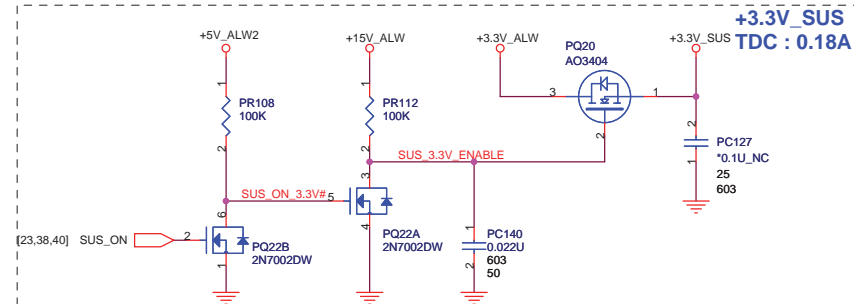 +3.3V_SUS
TDC : 0.18A
+5V_ALW2
+15V_ALW
+3.3V_ALW
+3.3V_SUS
PQ20
AO3404
3
1
2
1
PR108
100K
2
1
PR112
100K
2
2
PC127
*0.1U_NC
1
25
603
SUS_3.3V_ENABLE
SUS_ON_3.3V#
5
3
4
PQ22A
2N7002DW
[23,38,40]
SUS_ON
2
6
1
PQ22B
2N7002DW
1
PC140
0.022U
603
2
50